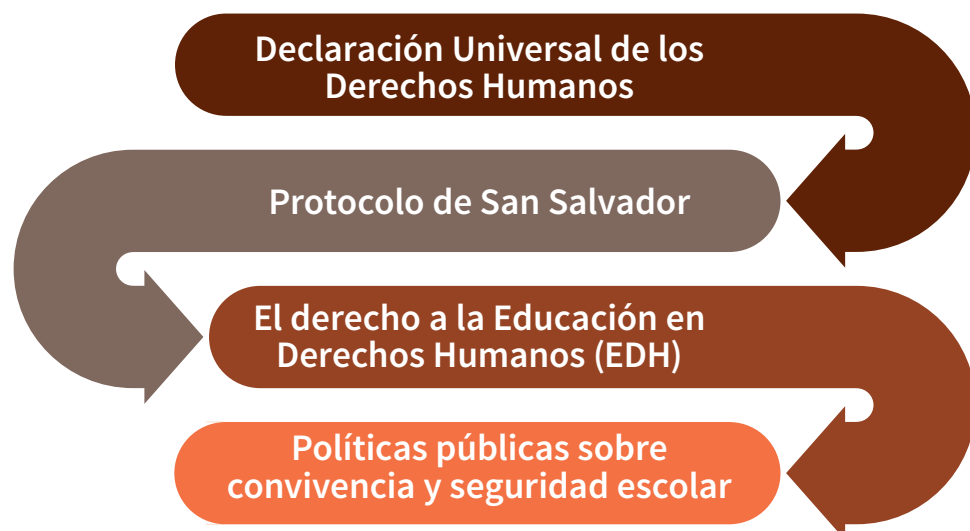 Declaración Universal de los
Derechos Humanos
Protocolo de San Salvador
El derecho a la Educación en
Derechos Humanos (EDH)
Políticas públicas sobre
convivencia y seguridad escolar